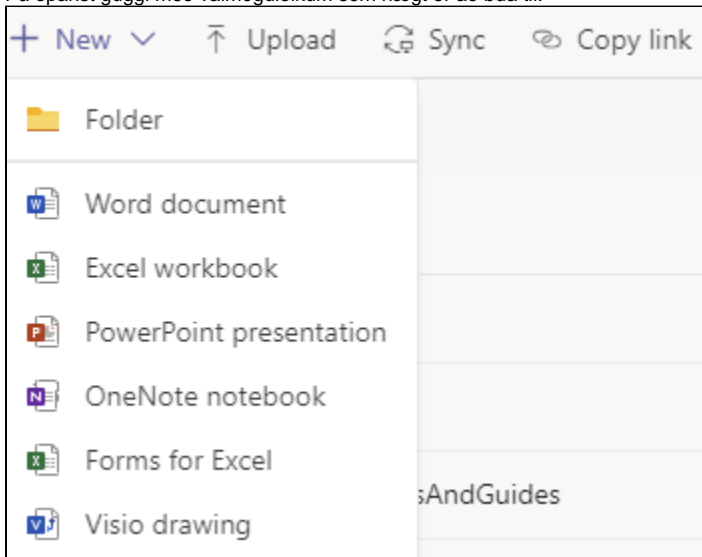 + New Upload Sync Copy link
Folder
Word document
Excel workbook
PowerPoint presentation
OneNote notebook
Forms for Excel
sAndGuides
Visio drawing